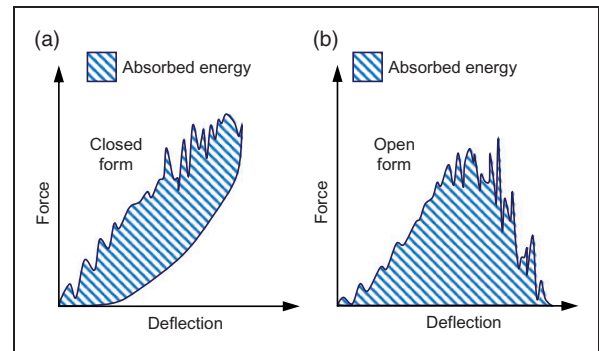 (a)
Absorbed energy
Closed
form
Force
Deflection
(b)
Absorbed energy
Open
form
Force
Deflection